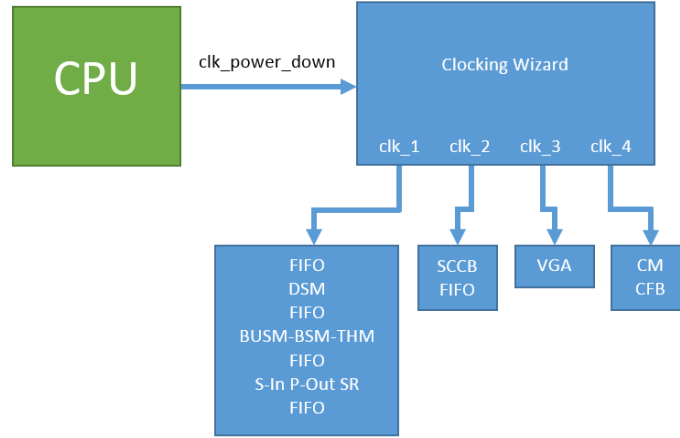 CPU
clk_power_down
Clocking Wizard
clk_1
clk_2
clk_3
clk_4
FIFO
DSM
FIFO
BUSM-BSM-THM
FIFO
S-In P-Out SR
FIFO
SCCB
FIFO
VGA
CM
CFB